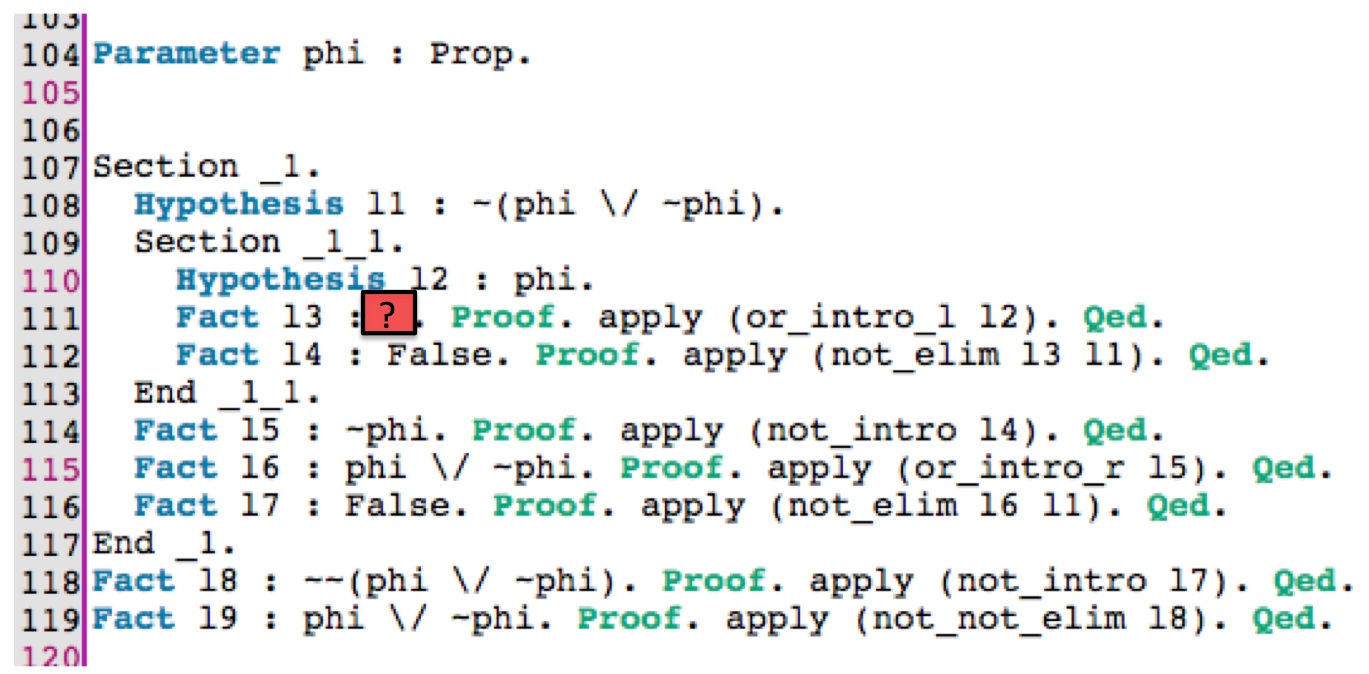 103
104 Parameter phi : Prop.
105
106
107 Section _1.
108 Hypothesis l1 : ~(phi \/ ~phi).
109 Section _1_1.
110 Hypothesis l2 : phi.
111 Fact l3 : ? . Proof. apply (or_intro_l l2). Qed.
112 Fact l4 : False. Proof. apply (not_elim l3 l1). Qed.
113 End _1_1.
114 Fact l5 : ~phi. Proof. apply (not_intro l4). Qed.
115 Fact l6 : phi \/ ~phi. Proof. apply (or_intro_r l5). Qed.
116 Fact l7 : False. Proof. apply (not_elim l6 l1). Qed.
117 End _1.
118 Fact l8 : ~~(phi \/ ~phi). Proof. apply (not_intro l7). Qed.
119 Fact l9 : phi \/ ~phi. Proof. apply (not_not_elim l8). Qed.
120